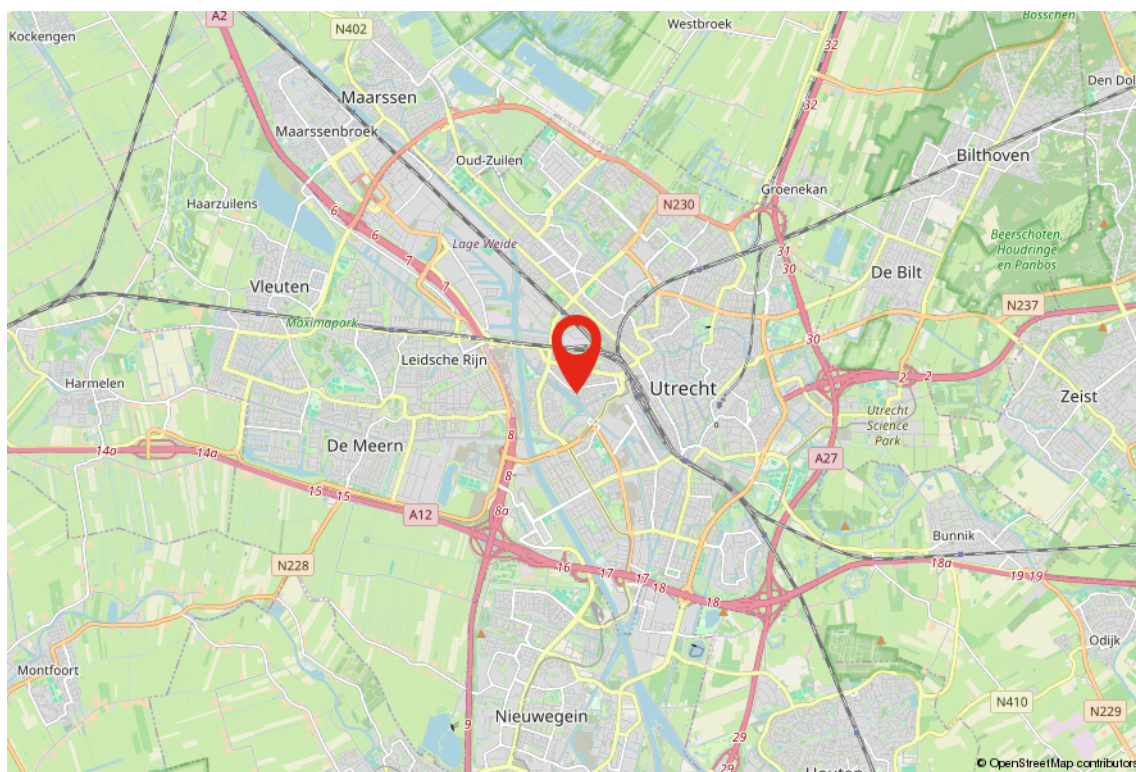 A2
Kockengen
N402
Westbroek
Bosschen
32
Den Dol
32
Maarssen
Maarssenbroek
Oud-Zuilen
Bilthoven
Groenekan
Haarzuilens
N230
6
6
Lage Weide
Beerschoten,
Houdringe
en Panbos
7
7
31
30
De Bilt
Vleuten
N237
Máximapark
30
Leidsche Rijn
Harmelen
Utrecht
2
2
Zeist
Utrecht
Science
Park
8
De Meern
14a
14a
A27
8
15
15
8a
A12
Bunnik
16
17
17
18
18
18a
19
19
N228
Odijk
Montfoort
N410
N229
Nieuwegein
9
29
29
Houten
© OpenStreetMap contributors